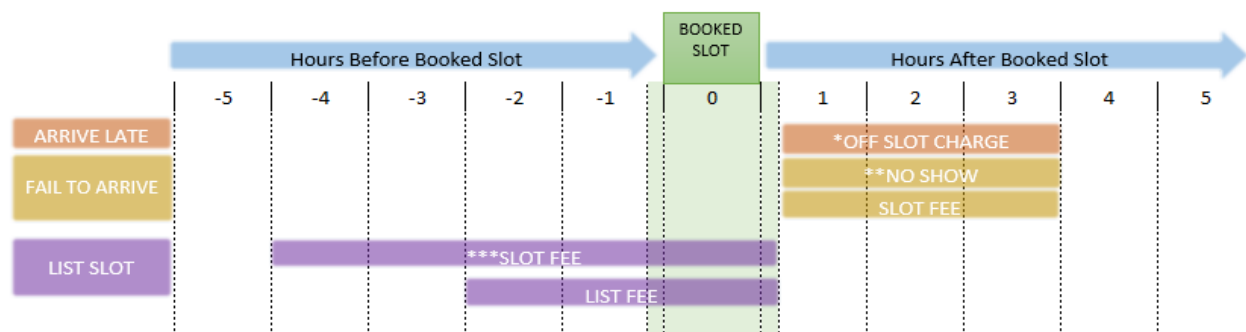 BOOKED
SLOT
Hours Before Booked Slot
Hours After Booked Slot
-5 -4 -3 -2 -1 0 1 2 3 4 5
ARRIVE LATE
*OFF SLOT CHARGE
FAIL TO ARRIVE
**NO SHOW
SLOT FEE
LIST SLOT
***SLOT FEE
LIST FEE